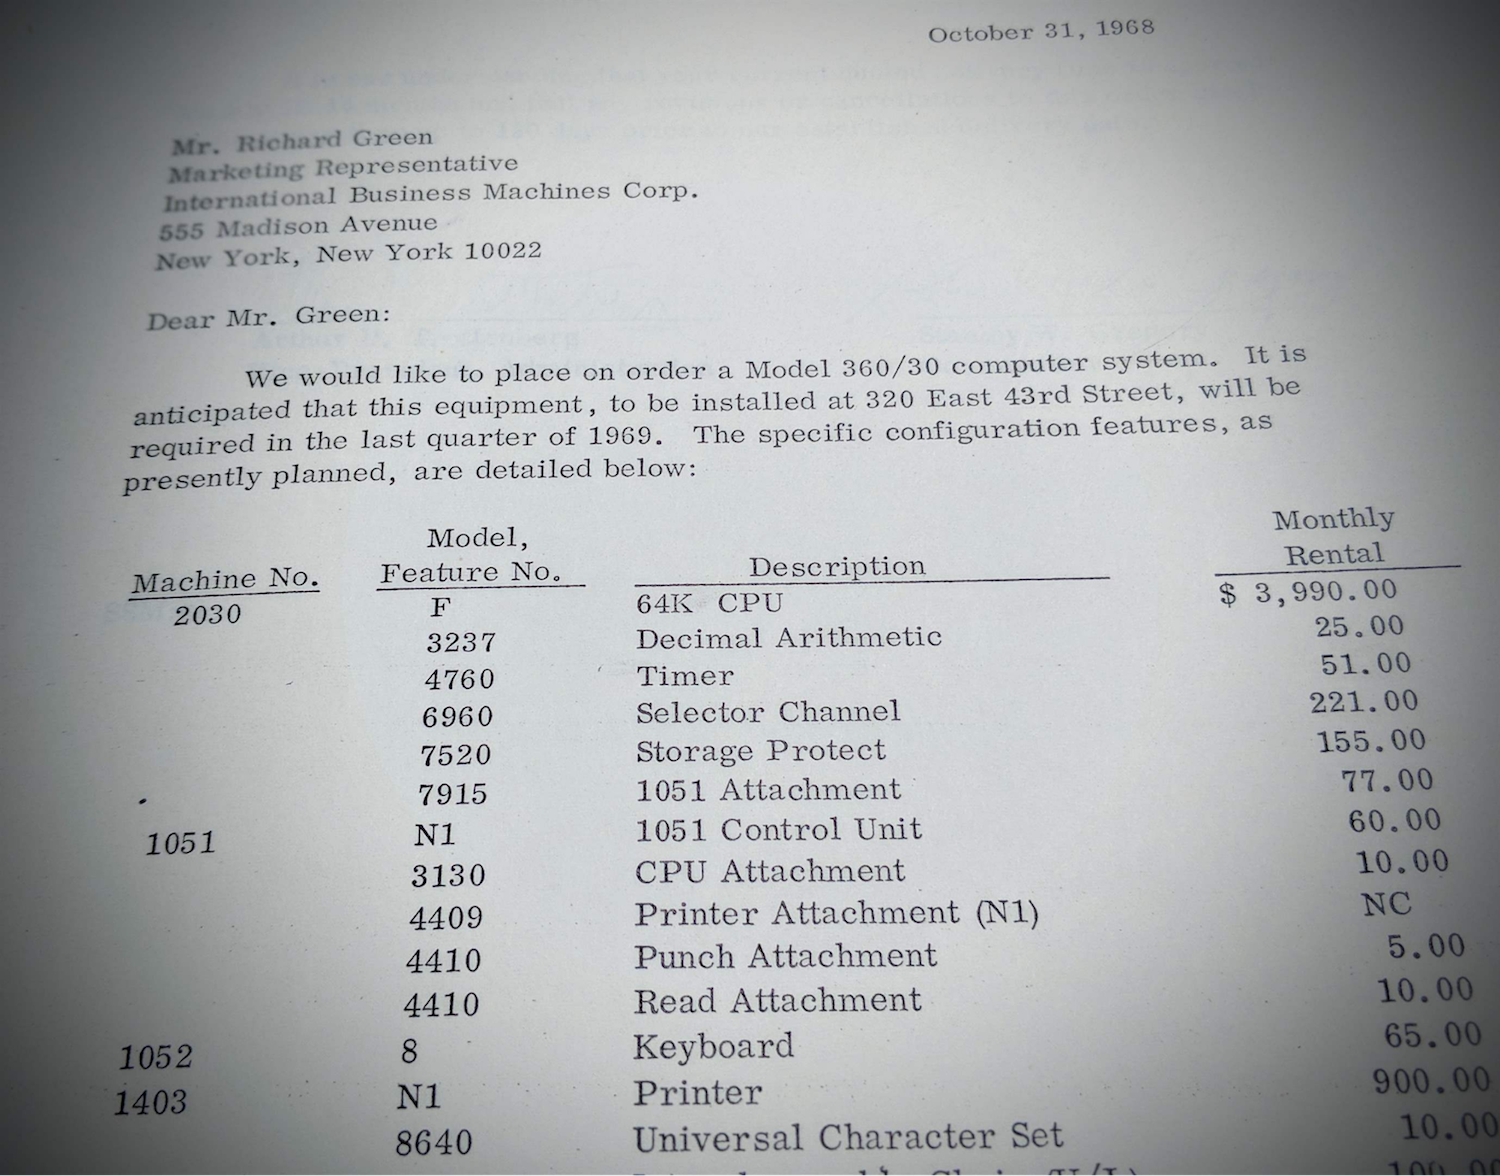 October 31, 1968
Mr. Richard Green
Marketing Representative
International Business Machines Corp.
555 Madison Avenue
New York, New York 10022
Dear Mr. Green:
We would like to place on order a Model 360/30 computer system. It is
anticipated that this equipment, to be installed at 320 East 43rd Street, will be
required in the last quarter of 1969. The specific configuration features, as
presently planned, are detailed below:
Machine No. Model, Feature No. Description Monthly Rental
2030 F 64K CPU $ 3,990.00
3237 Decimal Arithmetic 25.00
4760 Timer 51.00
6960 Selector Channel 221.00
7520 Storage Protect 155.00
7915 1051 Attachment 77.00
1051 N1 1051 Control Unit 60.00
3130 CPU Attachment 10.00
4409 Printer Attachment (N1) NC
4410 Punch Attachment 5.00
4410 Read Attachment 10.00
1052 8 Keyboard 65.00
1403 N1 Printer 900.00
8640 Universal Character Set 10.00